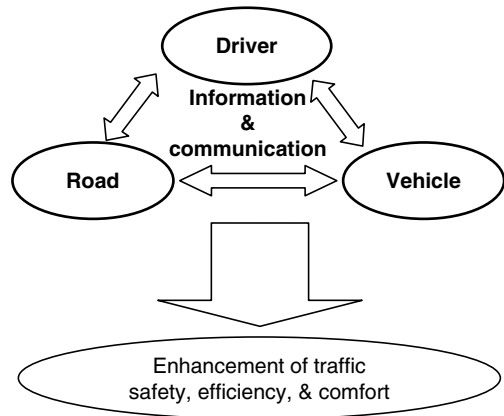 Driver
Information
&
communication
Road
Vehicle
Enhancement of traffic
safety, efficiency, & comfort